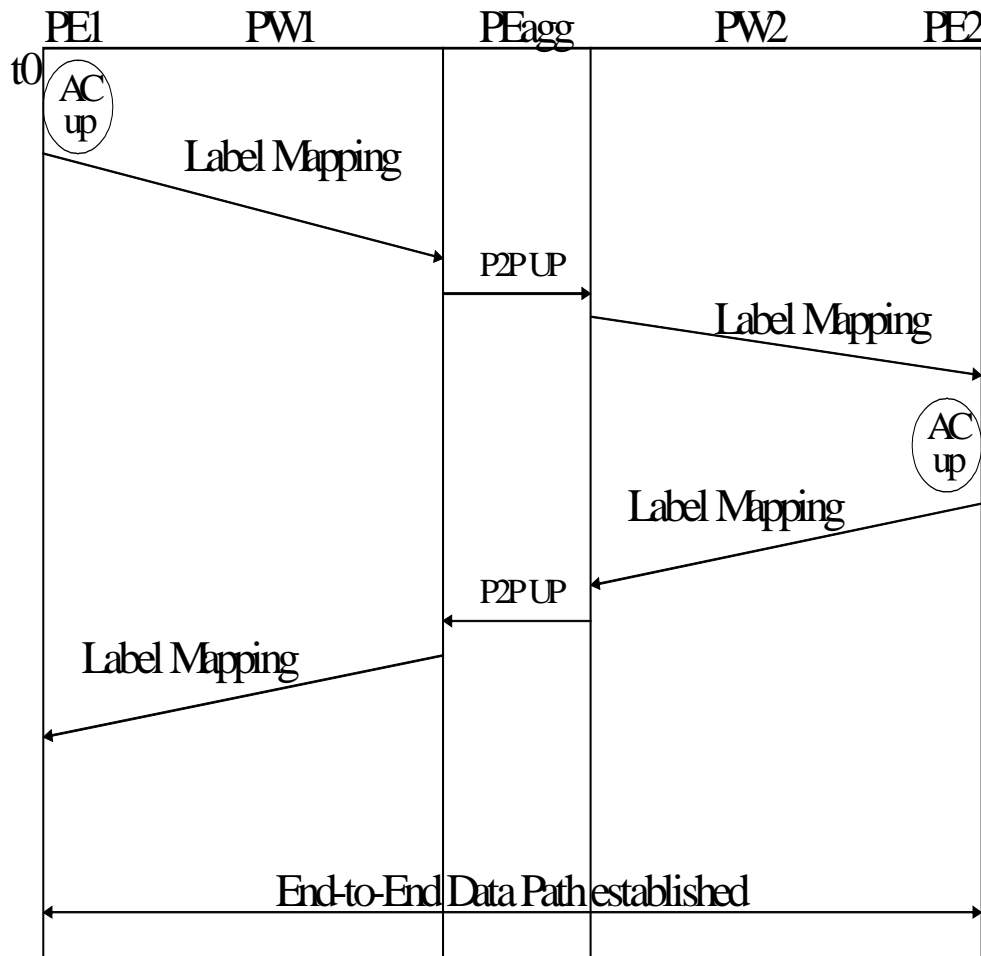 PE1 PW1 PEagg PW2 PE2
t0
AC
up
Label Mapping
P2P UP
Label Mapping
AC
up
Label Mapping
P2P UP
Label Mapping
End-to-End Data Path established